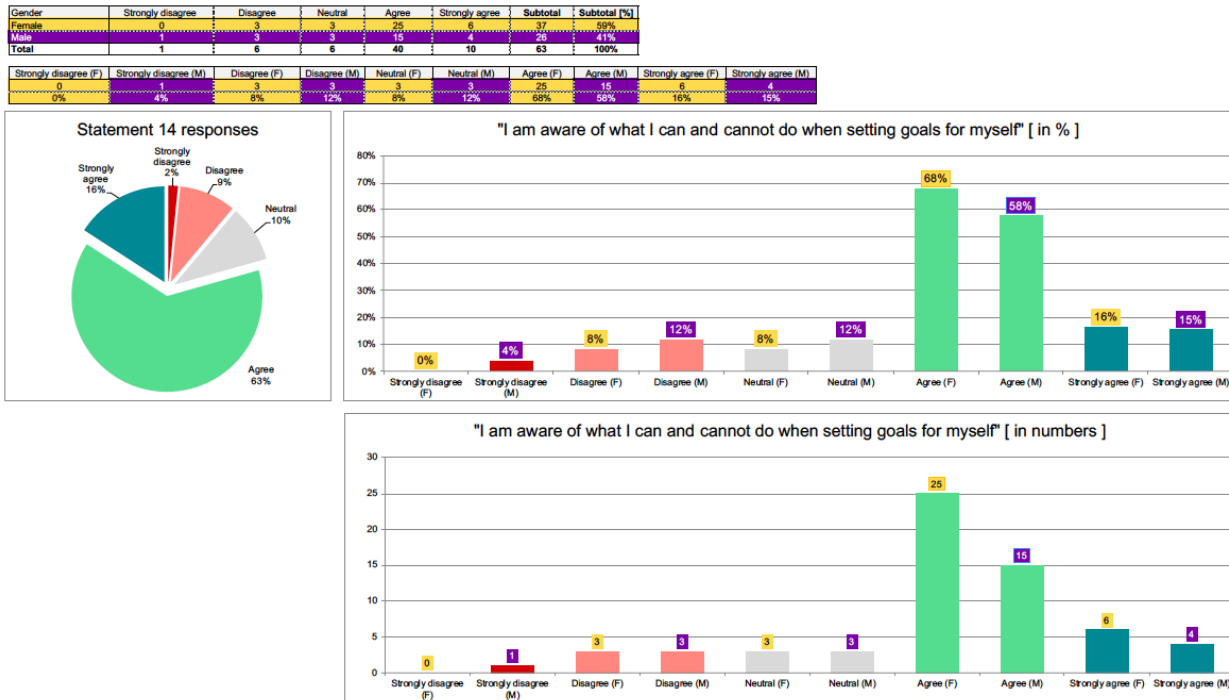 Gender Strongly disagree Disagree Neutral Agree Strongly agree Subtotal Subtotal [%]
Female 0 3 3 25 6 37 59%
Male 1 3 3 15 4 26 41%
Total 1 6 6 40 10 63 100%
Strongly disagree (F) Strongly disagree (M) Disagree (F) Disagree (M) Neutral (F) Neutral (M) Agree (F) Agree (M) Strongly agree (F) Strongly agree (M)
0 1 3 3 3 3 25 15 6 4
0% 4% 8% 12% 8% 12% 68% 58% 16% 15%
Statement 14 responses
Strongly
disagree
2%
Disagree
9%
Neutral
10%
Agree
63%
Strongly
agree
16%
"I am aware of what I can and cannot do when setting goals for myself" [ in % ]
80%
70%
60%
50%
40%
30%
20%
10%
0%
0% 4% 8% 12% 8% 12% 68% 58% 16% 15%
Strongly disagree (F) Strongly disagree (M) Disagree (F) Disagree (M) Neutral (F) Neutral (M) Agree (F) Agree (M) Strongly agree (F) Strongly agree (M)
"I am aware of what I can and cannot do when setting goals for myself" [ in numbers ]
30
25
20
15
10
5
0
0 1 3 3 3 3 25 15 6 4
Strongly disagree (F) Strongly disagree (M) Disagree (F) Disagree (M) Neutral (F) Neutral (M) Agree (F) Agree (M) Strongly agree (F) Strongly agree (M)